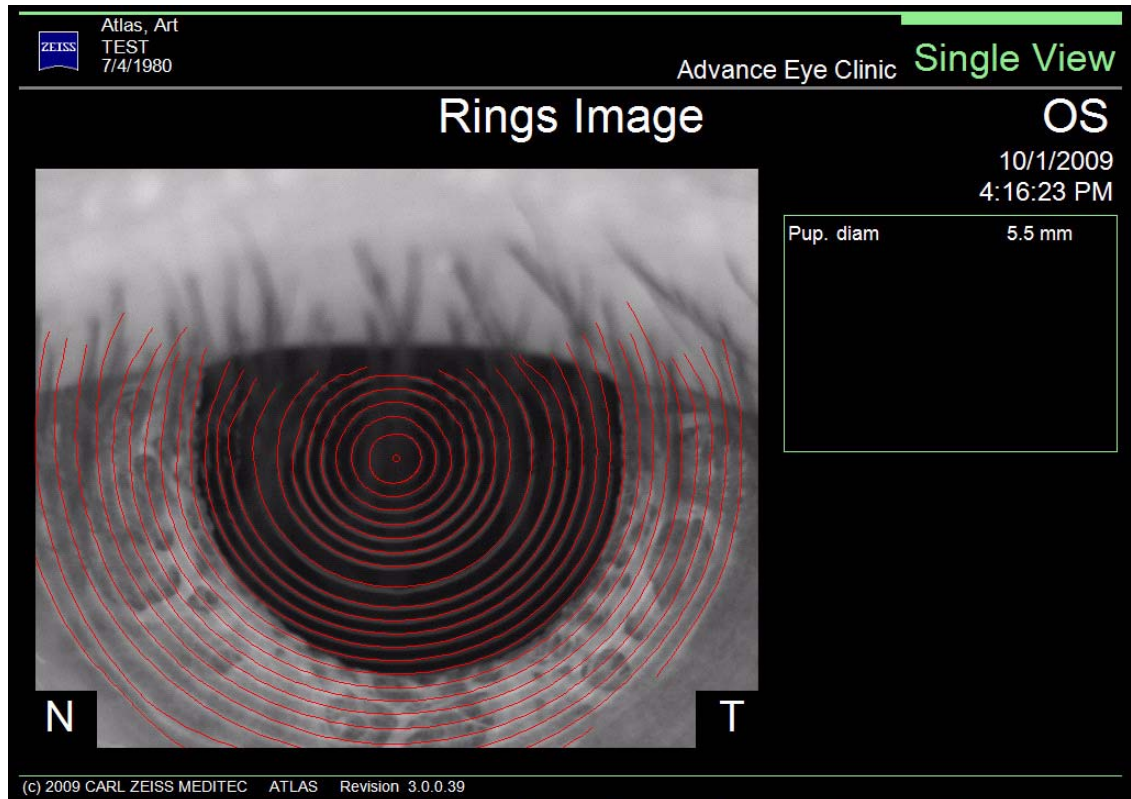 ZEISS
Atlas, Art
TEST
7/4/1980
Advance Eye Clinic
Single View
Rings Image
OS
10/1/2009
4:16:23 PM
Pup. diam 5.5 mm
N T
(c) 2009 CARL ZEISS MEDITEC ATLAS Revision 3.0.0.39